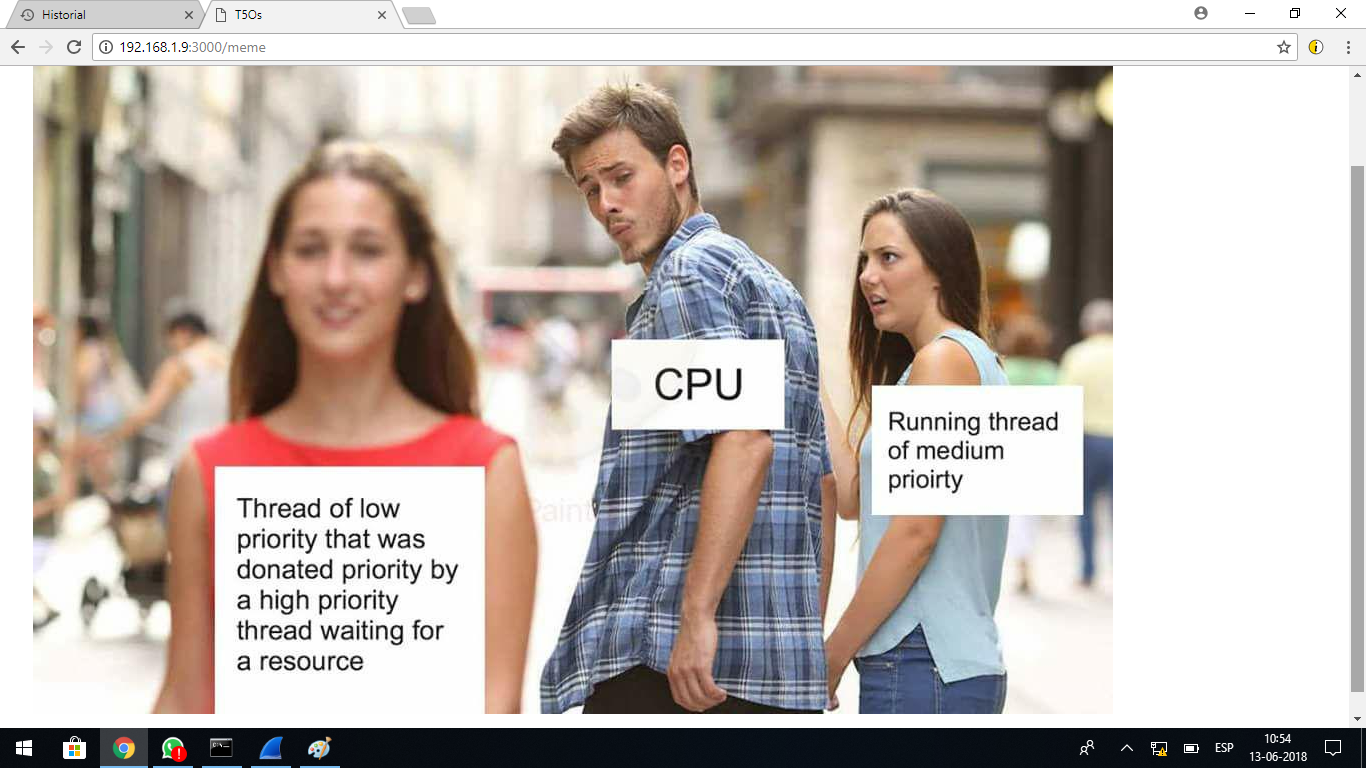 Historial
T5Os
192.168.1.9:3000/meme
CPU
Running thread
of medium
prioirty
Thread of low
priority that was
donated priority by
a high priority
thread waiting for
a resource
Paint
ESP
10:54
13-06-2018